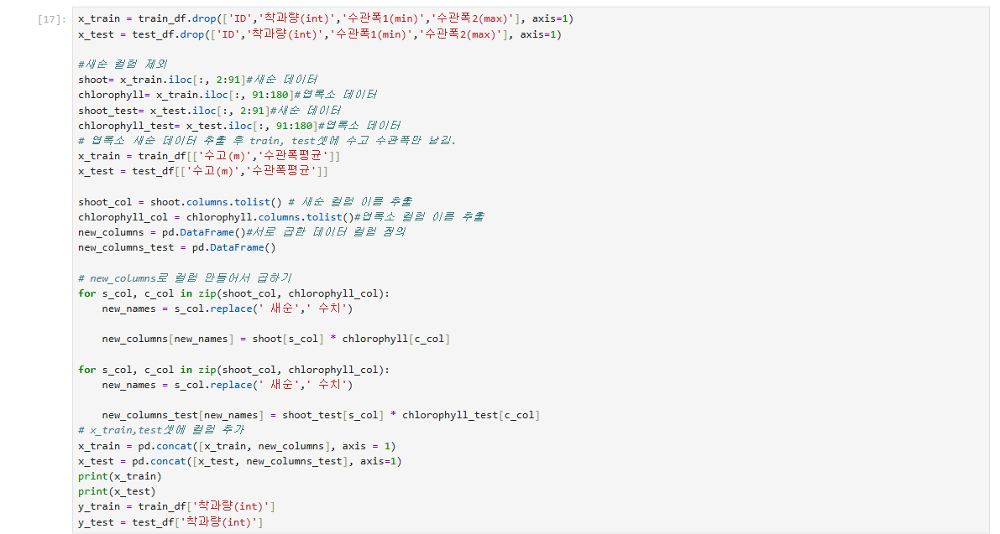 [17]: x_train = train_df.drop(['ID','착과량(int)','수관폭1(min)','수관폭2(max)'], axis=1)
x_test = test_df.drop(['ID','착과량(int)','수관폭1(min)','수관폭2(max)'], axis=1)
#새순 컬럼 제외
shoot= x_train.iloc[:, 2:91]#새순 데이터
chlorophyll= x_train.iloc[:, 91:180]#엽록소 데이터
shoot_test= x_test.iloc[:, 2:91]#새순 데이터
chlorophyll_test= x_test.iloc[:, 91:180]#엽록소 데이터
# 엽록소 새순 데이터 추출 후 train, test셋에 수고 수관폭만 남김.
x_train = train_df[['수고(m)','수관폭평균']]
x_test = test_df[['수고(m)','수관폭평균']]
shoot_col = shoot.columns.tolist() # 새순 컬럼 이름 추출
chlorophyll_col = chlorophyll.columns.tolist()#엽록소 컬럼 이름 추출
new_columns = pd.DataFrame()#서로 곱한 데이터 컬럼 정의
new_columns_test = pd.DataFrame()
# new_columns로 컬럼 만들어서 곱하기
for s_col, c_col in zip(shoot_col, chlorophyll_col):
    new_names = s_col.replace(' 새순',' 수치')
    new_columns[new_names] = shoot[s_col] * chlorophyll[c_col]
for s_col, c_col in zip(shoot_col, chlorophyll_col):
    new_names = s_col.replace(' 새순',' 수치')
    new_columns_test[new_names] = shoot_test[s_col] * chlorophyll_test[c_col]
# x_train,test셋에 컬럼 추가
x_train = pd.concat([x_train, new_columns], axis = 1)
x_test = pd.concat([x_test, new_columns_test], axis=1)
print(x_train)
print(x_test)
y_train = train_df['착과량(int)']
y_test = test_df['착과량(int)']